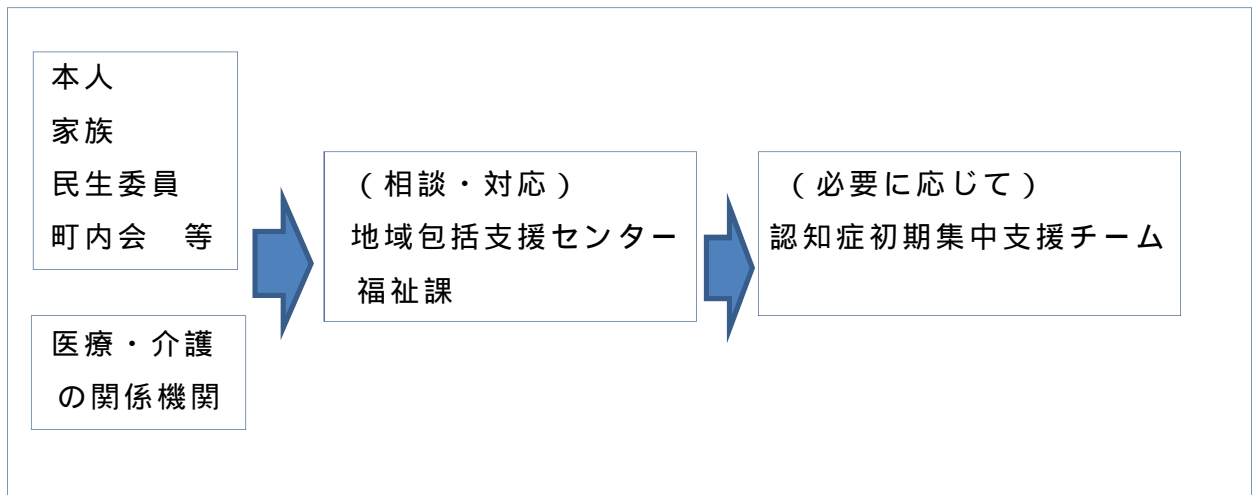 本人
家族
民生委員
町内会　等
医療・介護
の関係機関
（相談・対応）
地域包括支援センター
福祉課
（必要に応じて）
認知症初期集中支援チーム